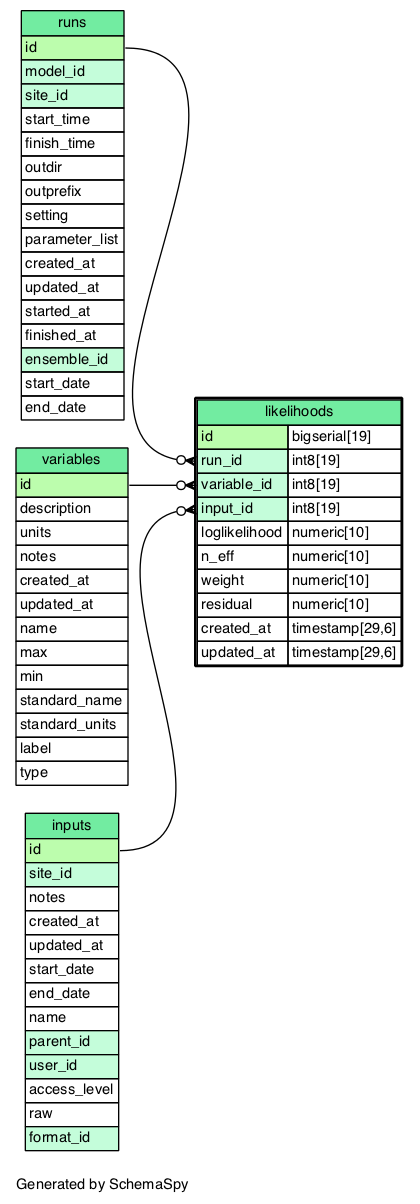 runs
id
model_id
site_id
start_time
finish_time
outdir
outprefix
setting
parameter_list
created_at
updated_at
started_at
finished_at
ensemble_id
start_date
end_date
likelihoods
id bigserial[19]
run_id int8[19]
variable_id int8[19]
input_id int8[19]
loglikelihood numeric[10]
n_eff numeric[10]
weight numeric[10]
residual numeric[10]
created_at timestamp[29,6]
updated_at timestamp[29,6]
variables
id
description
units
notes
created_at
updated_at
name
max
min
standard_name
standard_units
label
type
inputs
id
site_id
notes
created_at
updated_at
start_date
end_date
name
parent_id
user_id
access_level
raw
format_id
Generated by SchemaSpy